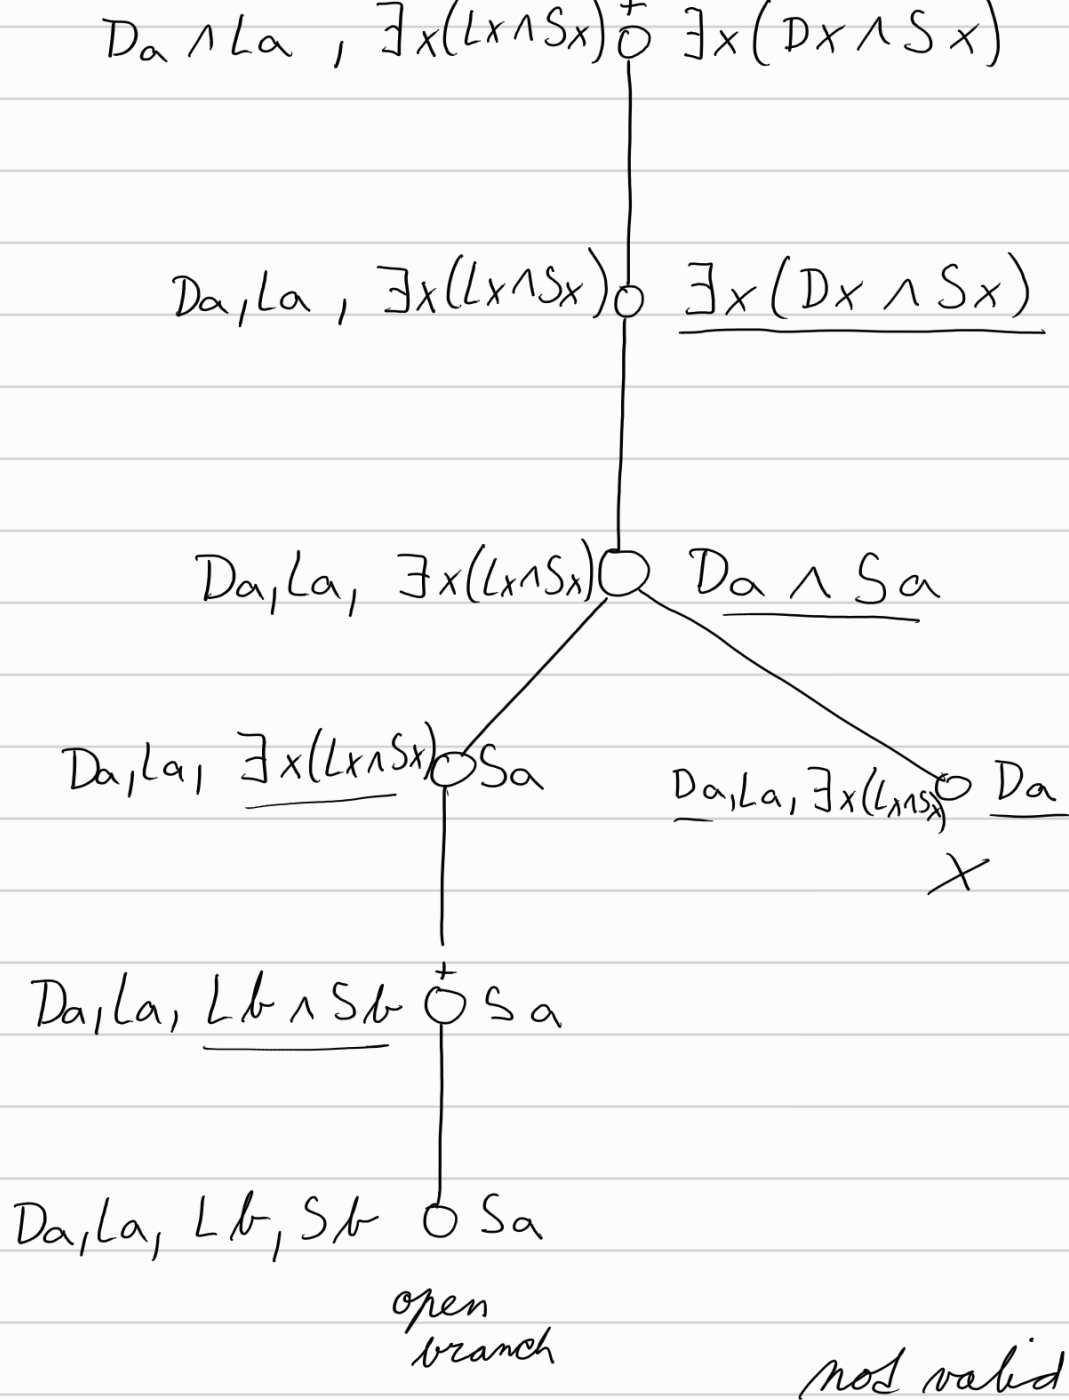 Da ∧ La , ∃x(Lx∧Sx) + o ∃x(Dx∧Sx)
Da, La , ∃x(Lx∧Sx) o ∃x(Dx∧Sx)
Da, La, ∃x(Lx∧Sx) o Da ∧ Sa
Da, La, ∃x(Lx∧Sx) o Sa
Da, La, ∃x(Lx∧Sx) o Da
X
Da, La, Lb∧Sb + o Sa
Da, La, Lb, Sb o Sa
open
branch
not valid